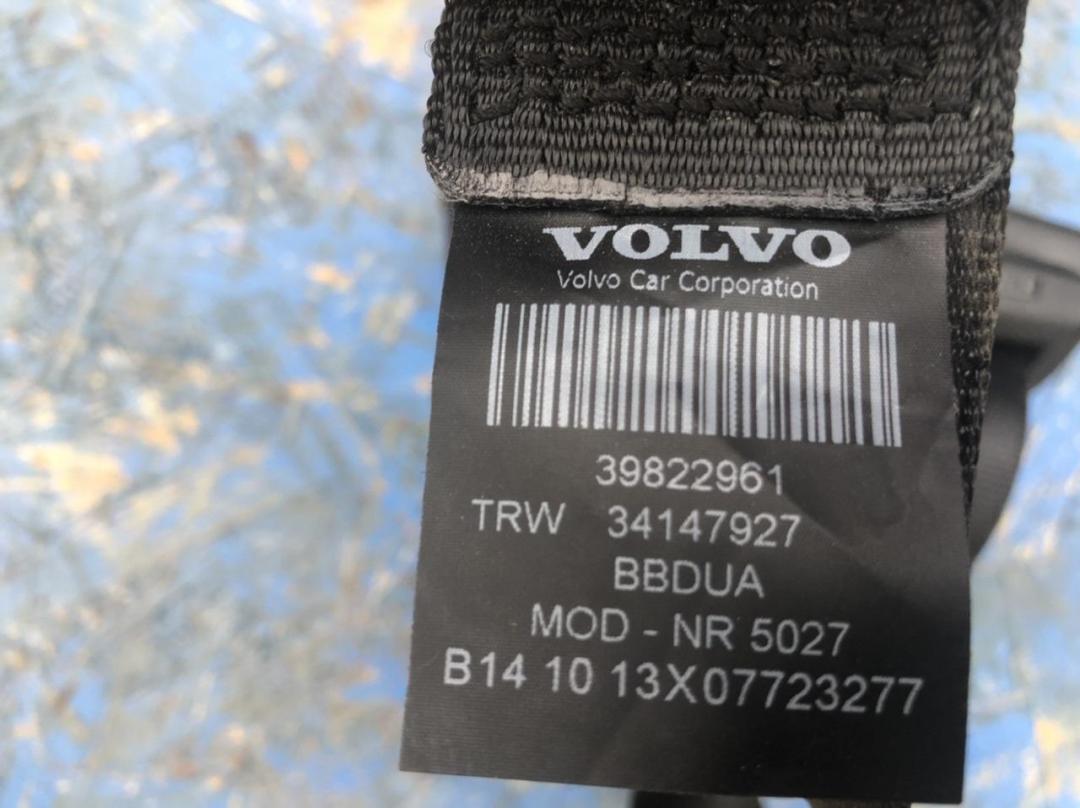 VOLVO
Volvo Car Corporation
39822961
TRW 34147927
BBDUA
MOD - NR 5027
B14 10 13X07723277